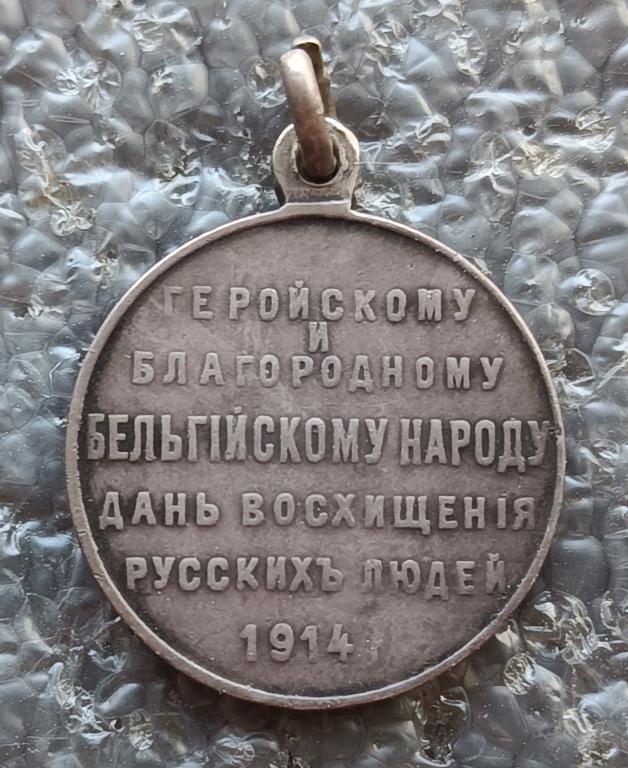 ГЕРОЙСКОМУ
И
БЛАГОРОДНОМУ
БЕЛЬГІЙСКОМУ НАРОДУ
ДАНЬ ВОСХИЩЕНІЯ
РУССКИХЪ ЛЮДЕЙ
1914